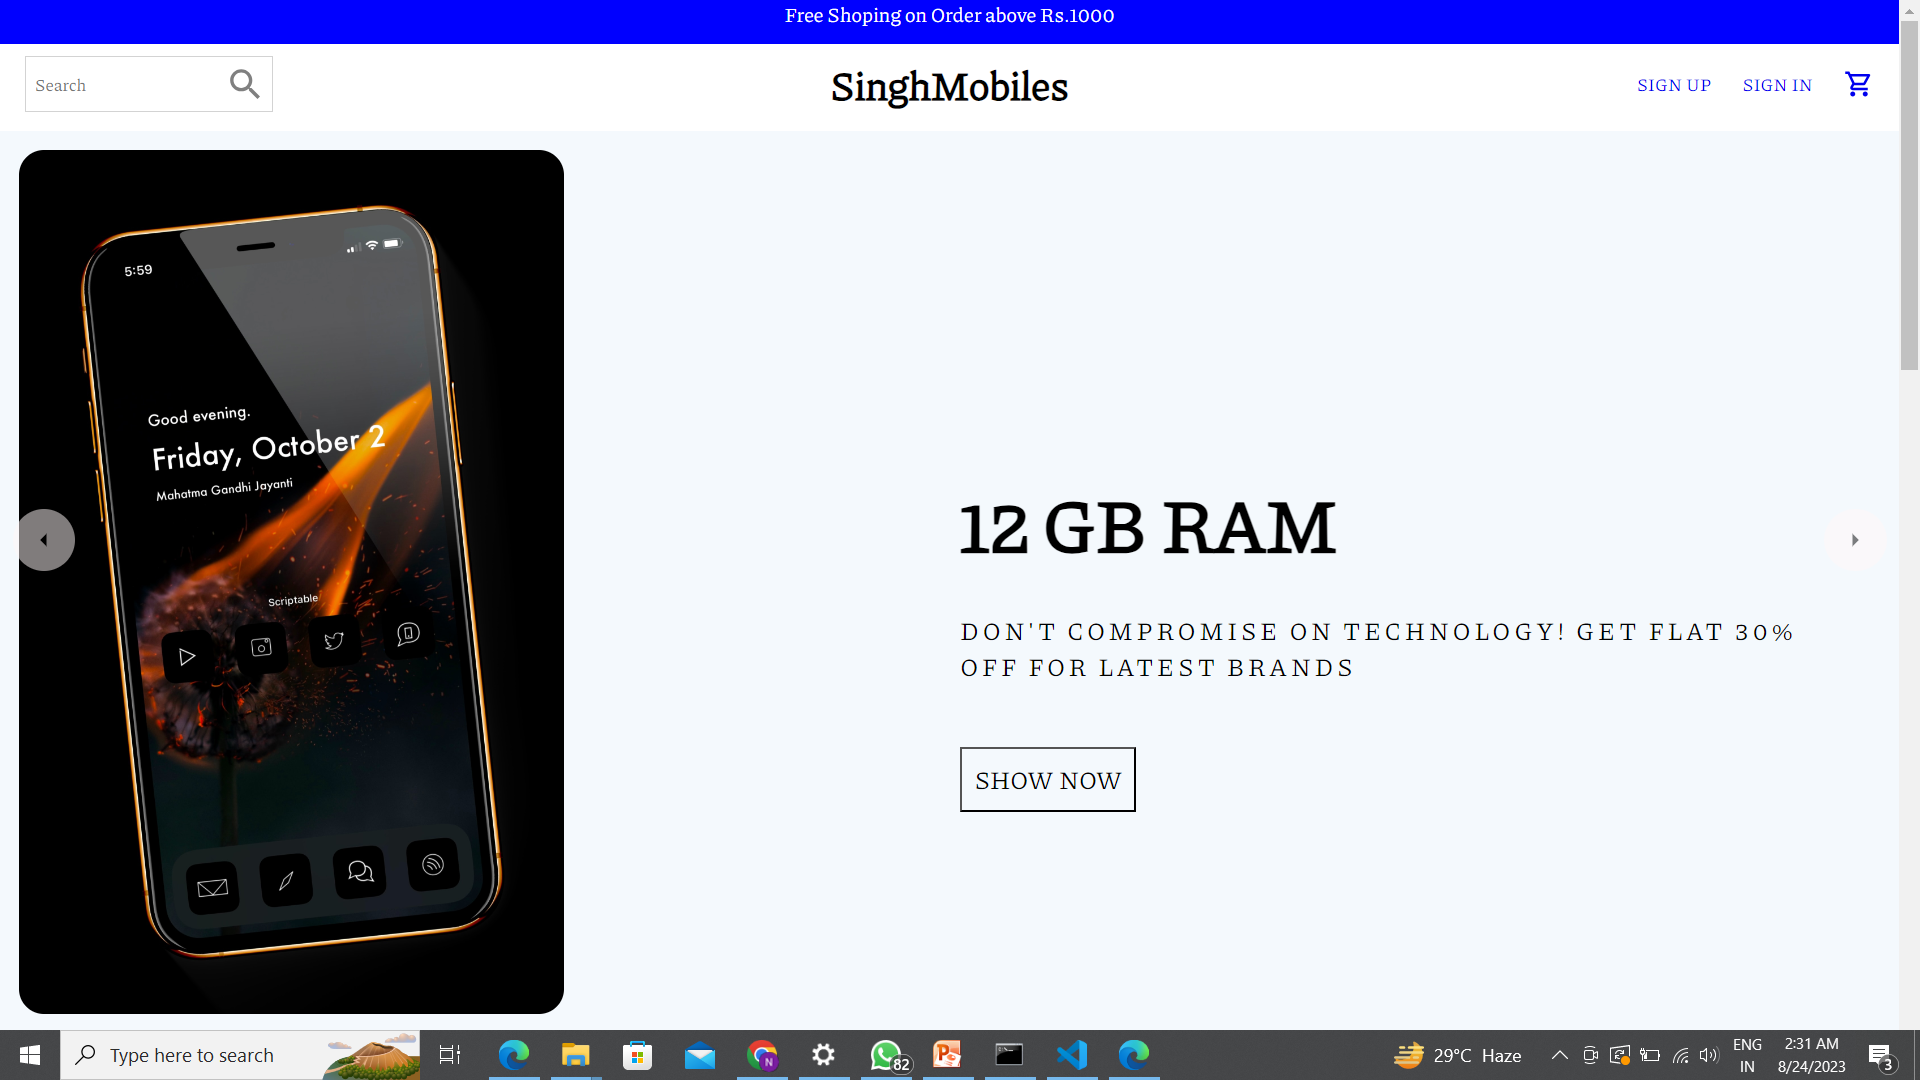 Free Shoping on Order above Rs.1000
Search
SinghMobiles
SIGN UP
SIGN IN
5:59
Good evening.
Friday, October 2
Mahatma Gandhi Jayanti
Scriptable
12 GB RAM
DON'T COMPROMISE ON TECHNOLOGY! GET FLAT 30%
OFF FOR LATEST BRANDS
SHOW NOW
Type here to search
N
82
29°C Haze
ENG
IN
2:31 AM
8/24/2023
3